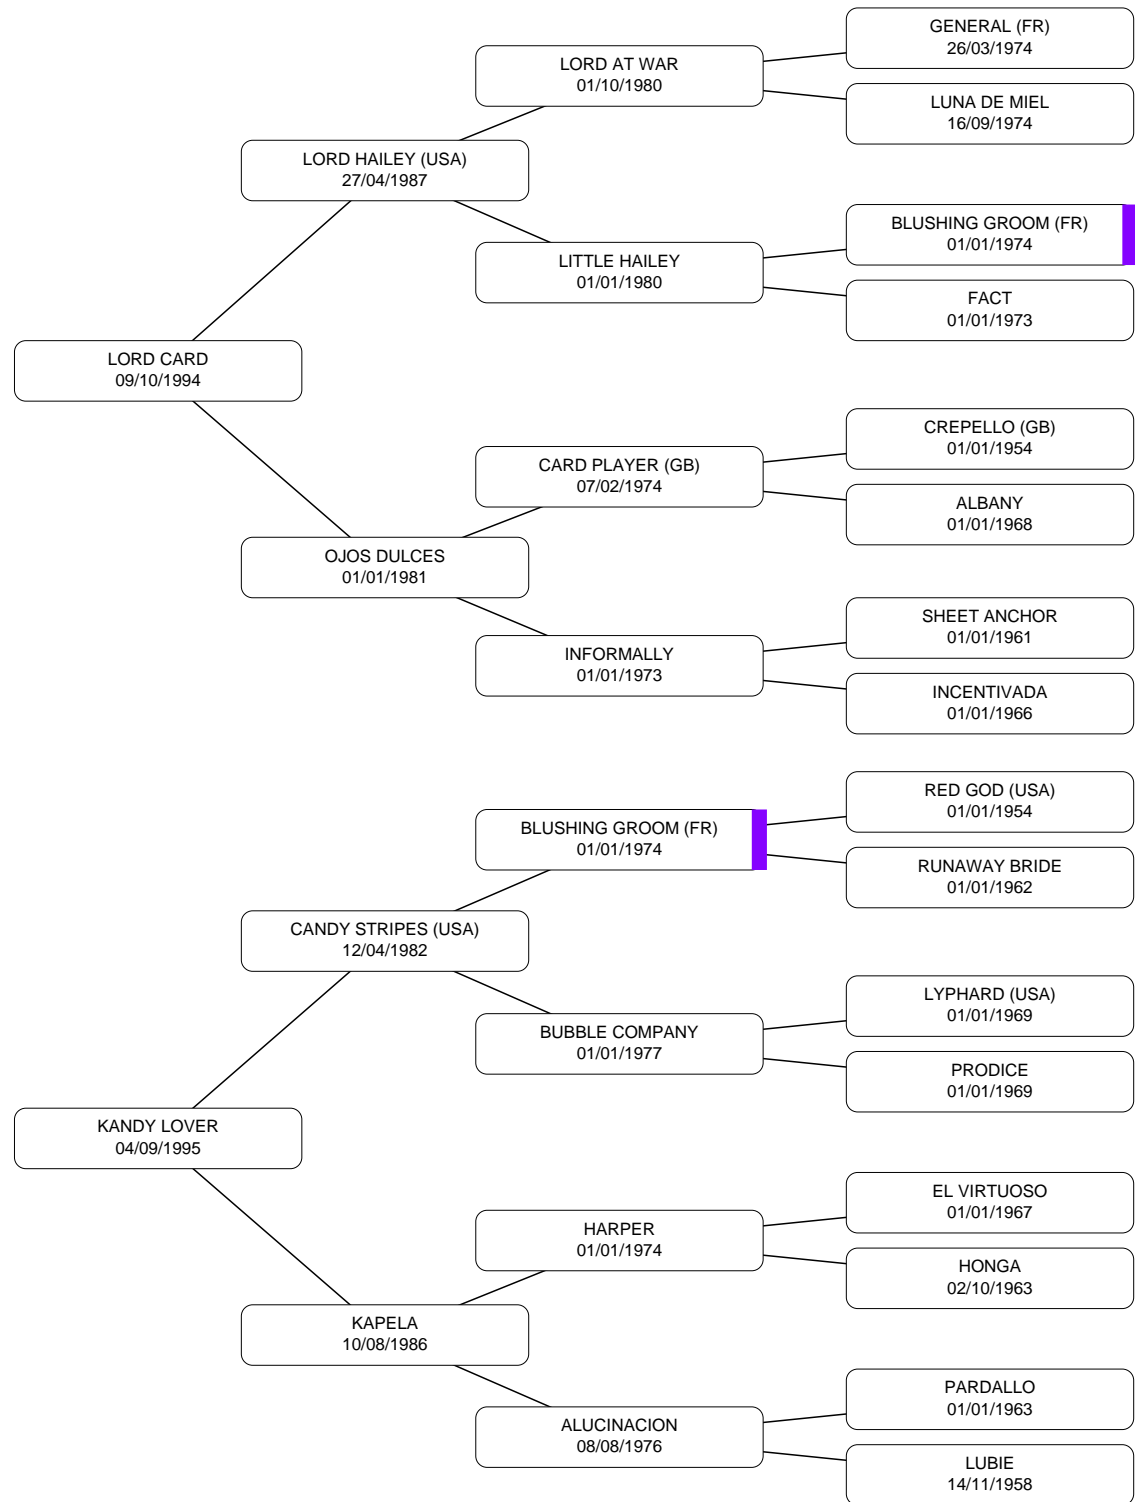 GENERAL (FR)
26/03/1974
LORD AT WAR
01/10/1980
LUNA DE MIEL
16/09/1974
LORD HAILEY (USA)
27/04/1987
BLUSHING GROOM (FR)
01/01/1974
LITTLE HAILEY
01/01/1980
FACT
01/01/1973
LORD CARD
09/10/1994
CREPELLO (GB)
01/01/1954
CARD PLAYER (GB)
07/02/1974
ALBANY
01/01/1968
OJOS DULCES
01/01/1981
SHEET ANCHOR
01/01/1961
INFORMALLY
01/01/1973
INCENTIVADA
01/01/1966
RED GOD (USA)
01/01/1954
BLUSHING GROOM (FR)
01/01/1974
RUNAWAY BRIDE
01/01/1962
CANDY STRIPES (USA)
12/04/1982
LYPHARD (USA)
01/01/1969
BUBBLE COMPANY
01/01/1977
PRODICE
01/01/1969
KANDY LOVER
04/09/1995
EL VIRTUOSO
01/01/1967
HARPER
01/01/1974
HONGA
02/10/1963
KAPELA
10/08/1986
PARDALLO
01/01/1963
ALUCINACION
08/08/1976
LUBIE
14/11/1958